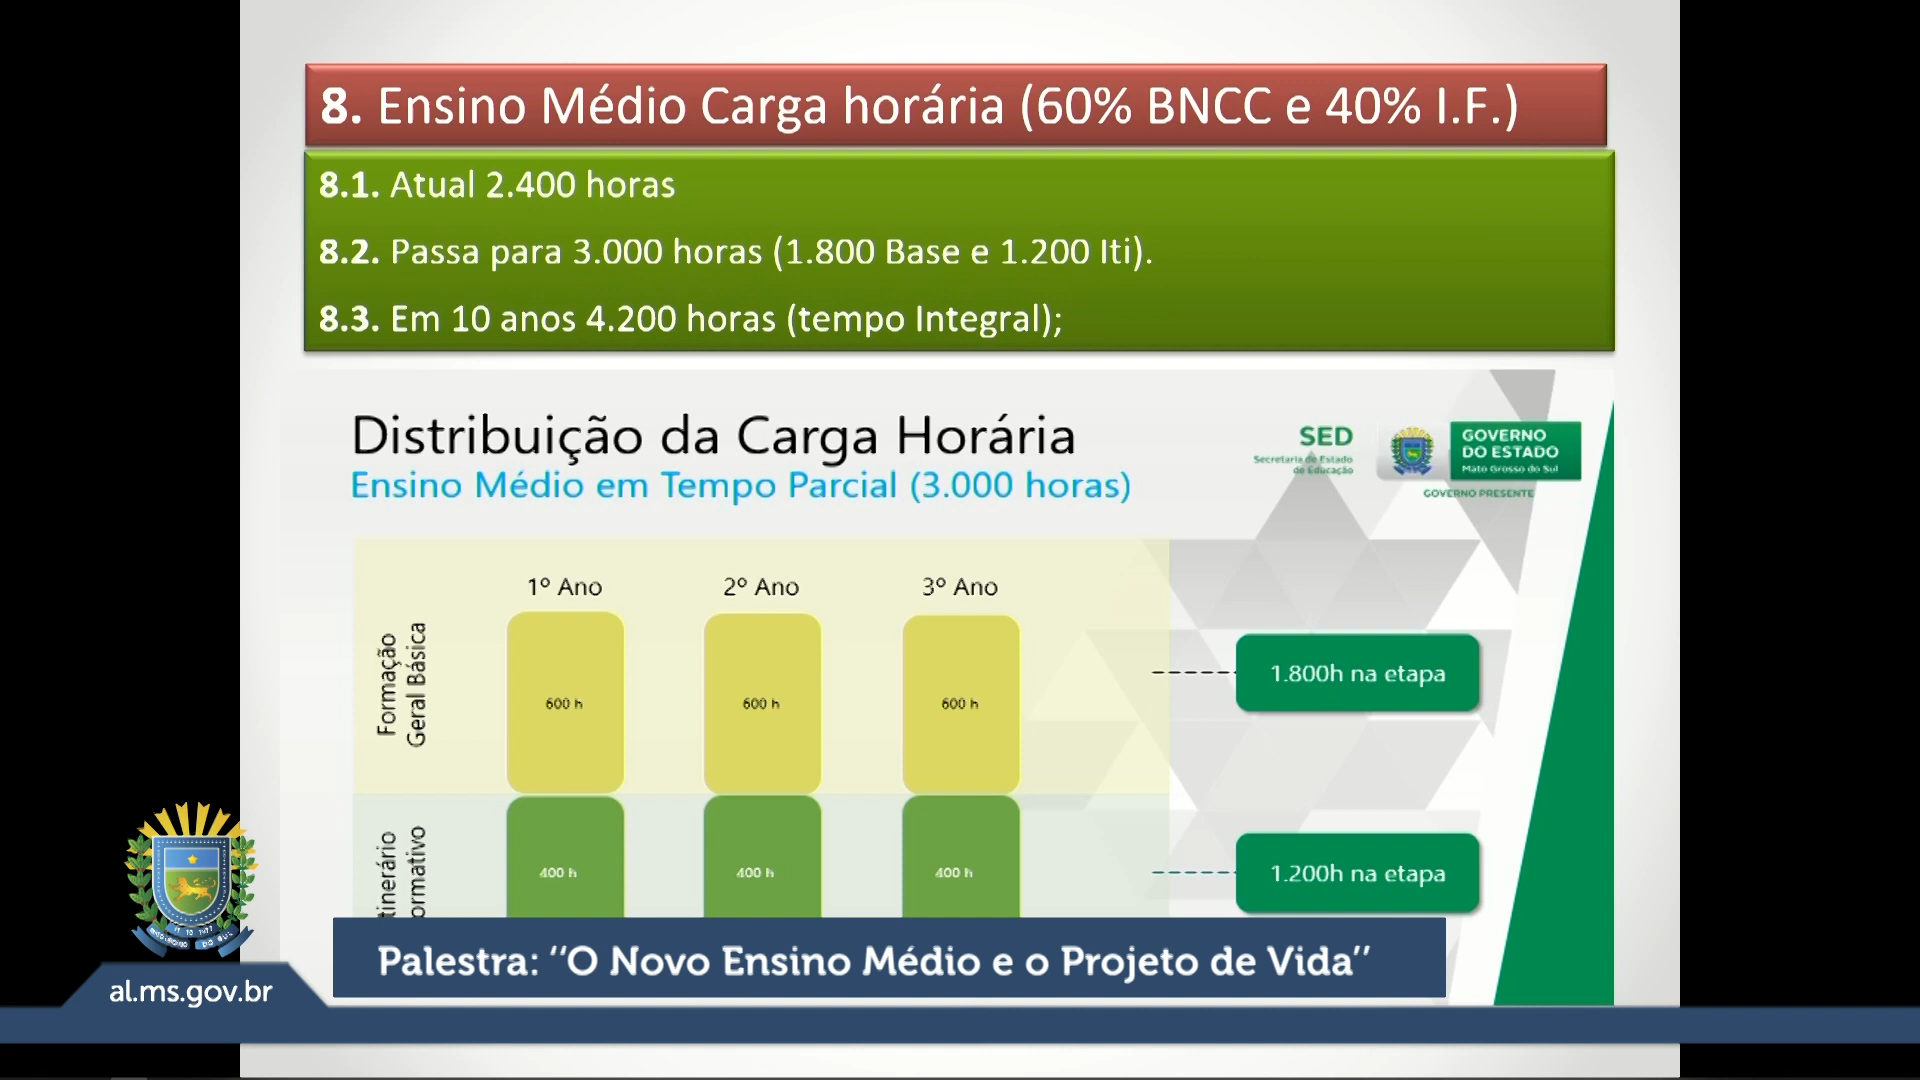 8. Ensino Médio Carga horária (60% BNCC e 40% I.F.)
8.1. Atual 2.400 horas
8.2. Passa para 3.000 horas (1.800 Base e 1.200 Iti).
8.3. Em 10 anos 4.200 horas (tempo Integral);
Distribuição da Carga Horária
Ensino Médio em Tempo Parcial (3.000 horas)
SED
Secretaria de Estado
de Educação
GOVERNO
DO ESTADO
Mato Grosso do Sul
GOVERNO PRESENTE
1º Ano
2º Ano
3º Ano
Formação
Geral Básica
600 h
600 h
600 h
1.800h na etapa
tinerário
ormativo
400 h
400 h
400 h
1.200h na etapa
Palestra: ‘‘O Novo Ensino Médio e o Projeto de Vida’’
al.ms.gov.br